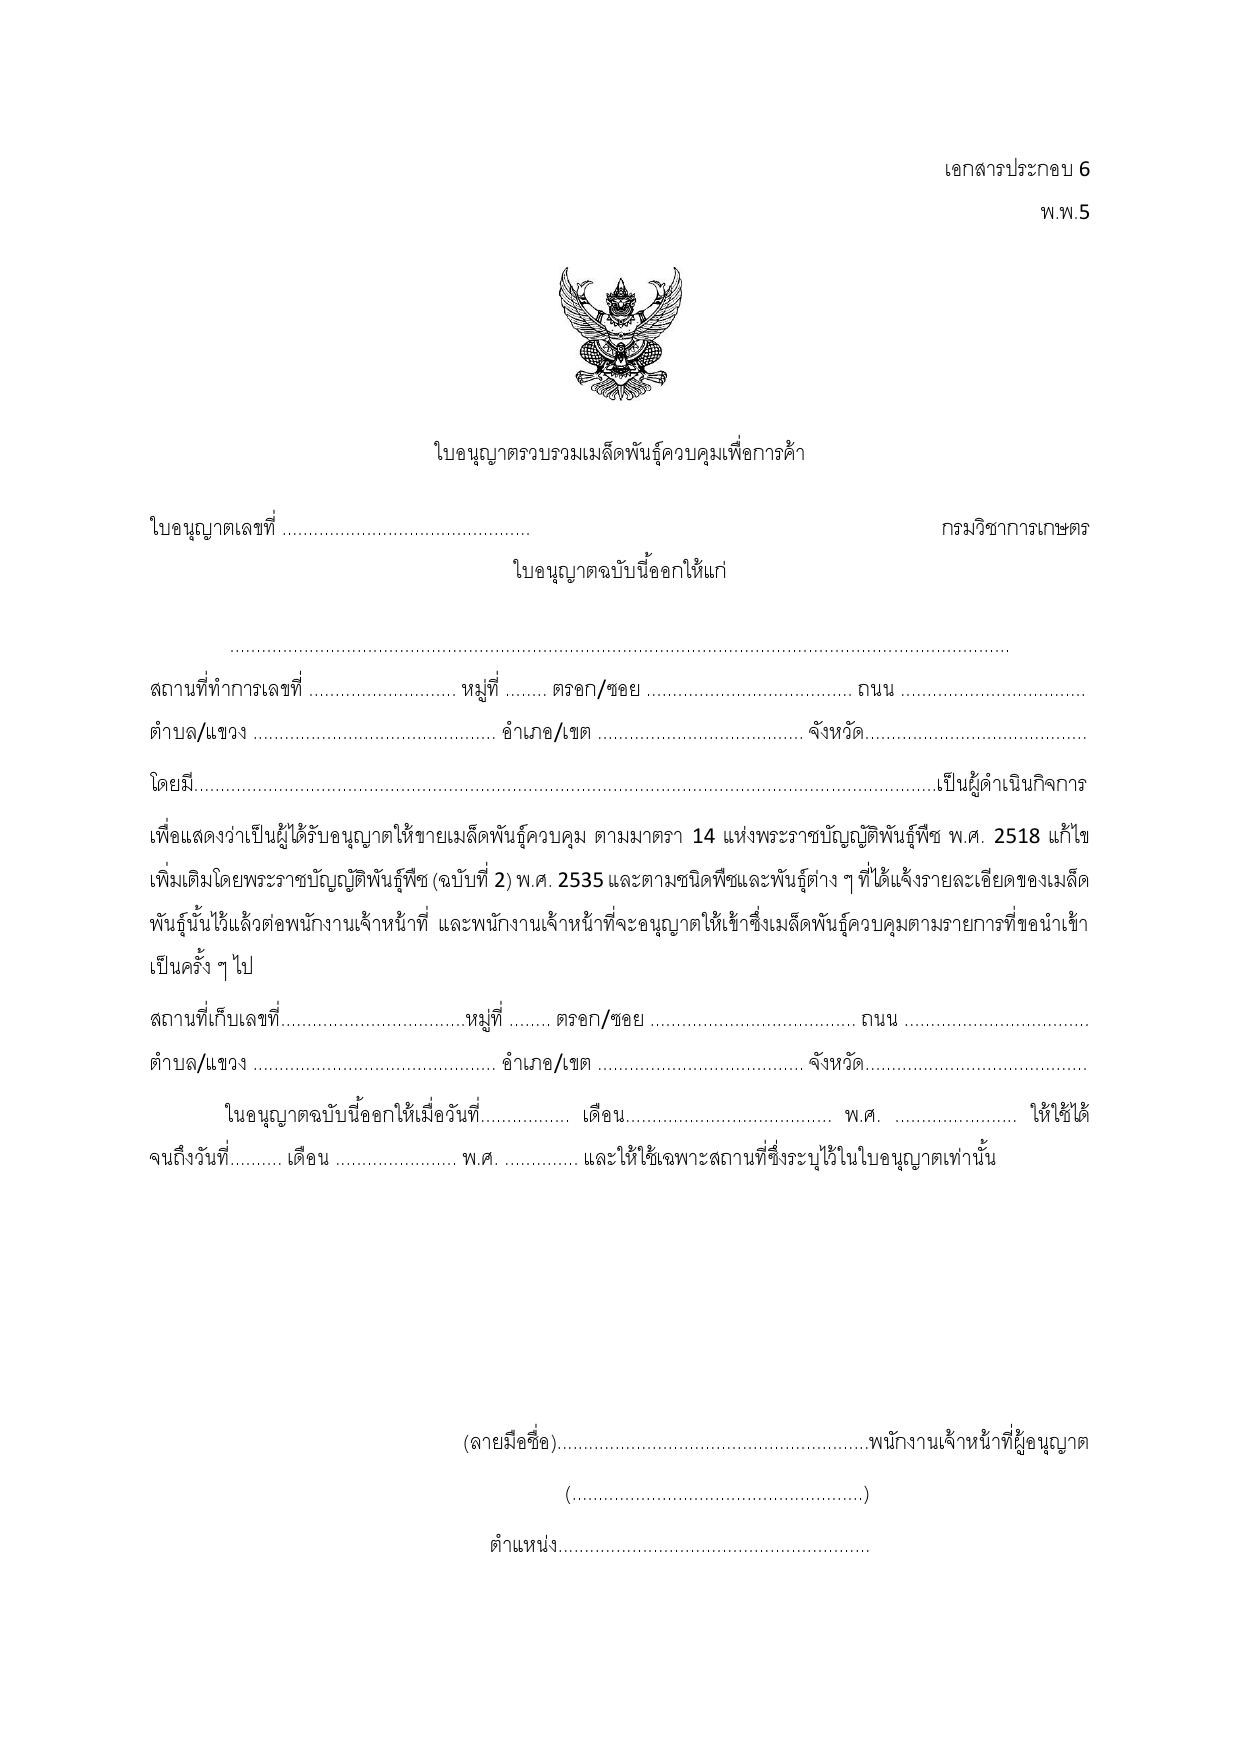 เอกสารประกอบ 6
พ.พ.5
ใบอนุญาตรวบรวมเมล็ดพันธุ์ควบคุมเพื่อการค้า
ใบอนุญาตเลขที่ ............................................... กรมวิชาการเกษตร
ใบอนุญาตฉบับนี้ออกให้แก่
....................................................................................................................................................
สถานที่ทำการเลขที่ ............................ หมู่ที่ ........ ตรอก/ซอย ....................................... ถนน ...................................
ตำบล/แขวง .............................................. อำเภอ/เขต ....................................... จังหวัด..........................................
โดยมี.............................................................................................................................................เป็นผู้ดำเนินกิจการ
เพื่อแสดงว่าเป็นผู้ได้รับอนุญาตให้ขายเมล็ดพันธุ์ควบคุม ตามมาตรา 14 แห่งพระราชบัญญัติพันธุ์พืช พ.ศ. 2518 แก้ไข
เพิ่มเติมโดยพระราชบัญญัติพันธุ์พืช (ฉบับที่ 2) พ.ศ. 2535 และตามชนิดพืชและพันธุ์ต่าง ๆ ที่ได้แจ้งรายละเอียดของเมล็ด
พันธุ์นั้นไว้แล้วต่อพนักงานเจ้าหน้าที่ และพนักงานเจ้าหน้าที่จะอนุญาตให้เข้าซึ่งเมล็ดพันธุ์ควบคุมตามรายการที่ขอนำเข้า
เป็นครั้ง ๆ ไป
สถานที่เก็บเลขที่...................................หมู่ที่ ........ ตรอก/ซอย ....................................... ถนน ...................................
ตำบล/แขวง .............................................. อำเภอ/เขต ....................................... จังหวัด..........................................
ในอนุญาตฉบับนี้ออกให้เมื่อวันที่................. เดือน....................................... พ.ศ. ....................... ให้ใช้ได้
จนถึงวันที่.......... เดือน ....................... พ.ศ. .............. และให้ใช้เฉพาะสถานที่ซึ่งระบุไว้ในใบอนุญาตเท่านั้น
(ลายมือชื่อ)...........................................................พนักงานเจ้าหน้าที่ผู้อนุญาต
(.......................................................)
ตำแหน่ง...........................................................